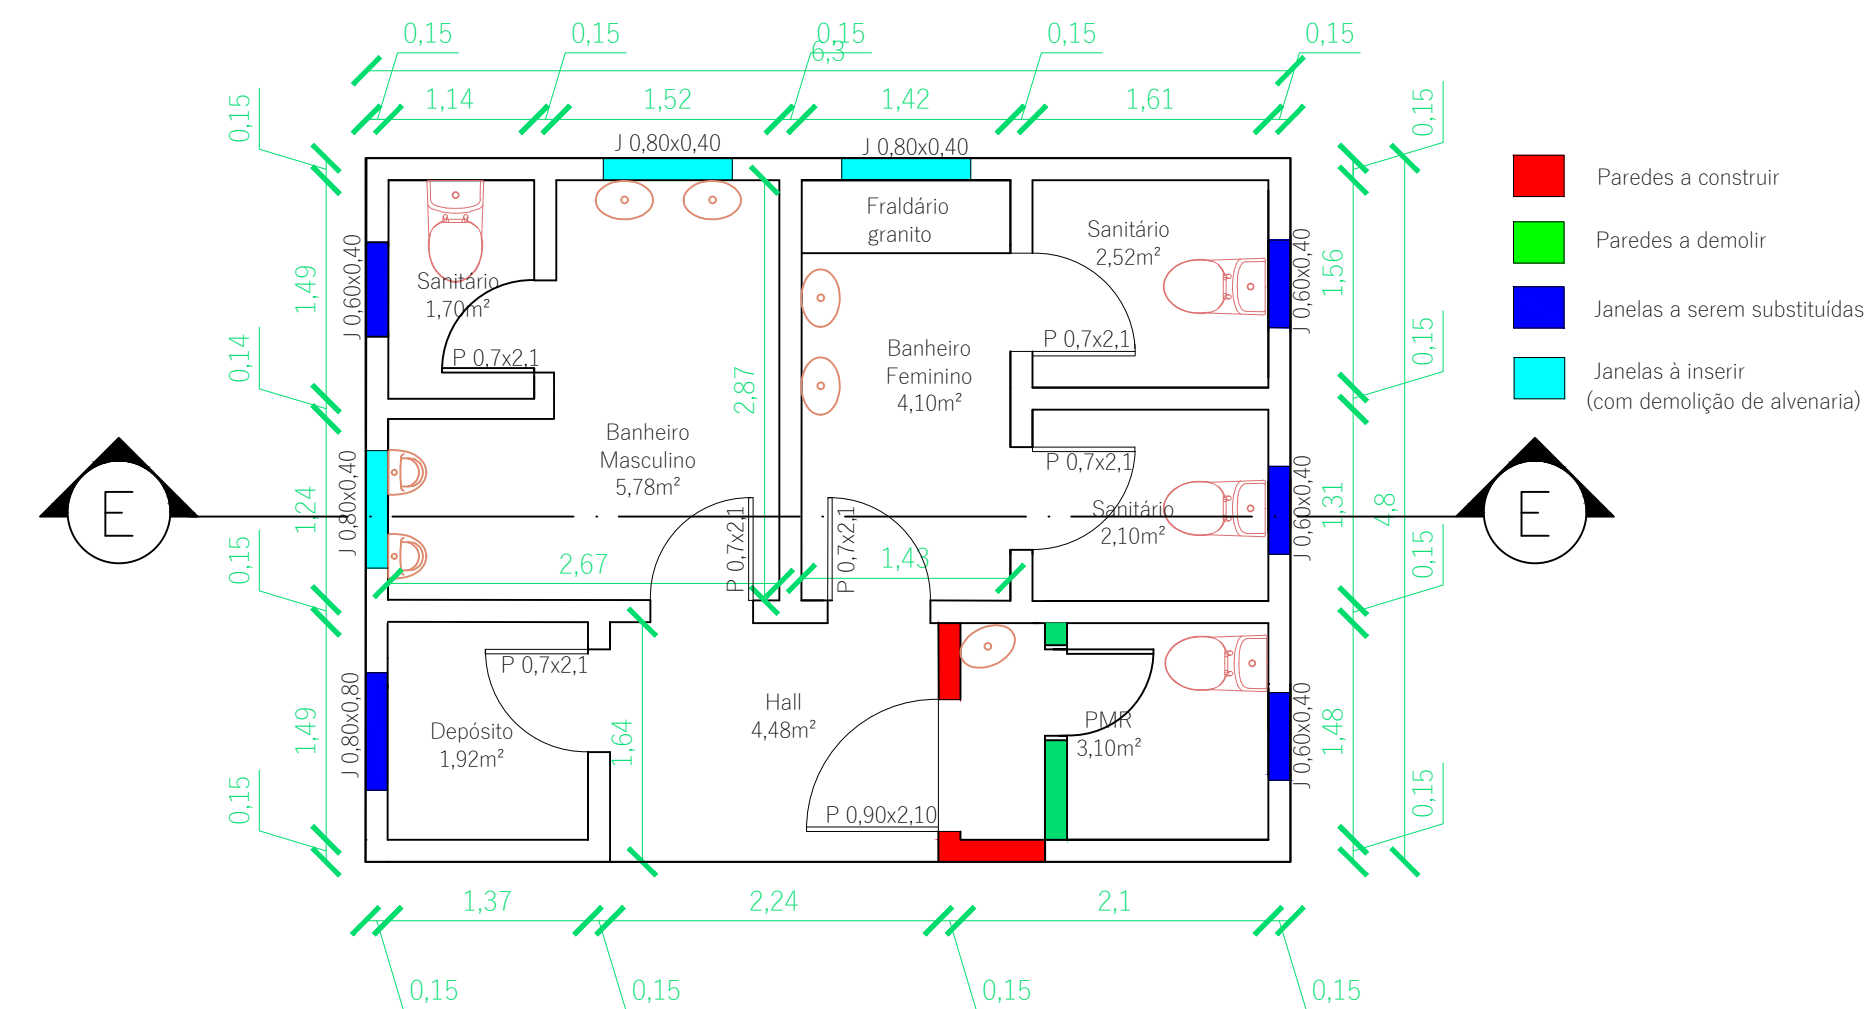 0,15
0,15
0,15
0,15
0,15
6,3
1,14
1,52
1,42
1,61
0,15
0,15
J 0,80x0,40
J 0,80x0,40
Paredes a construir
Paredes a demolir
Janelas a serem substituídas
Janelas à inserir
(com demolição de alvenaria)
Fraldário
granito
Sanitário
2,52m²
Sanitário
1,70m²
J 0,60x0,40
J 0,60x0,40
1,49
1,56
P 0,7x2,1
P 0,7x2,1
0,14
0,15
2,87
Banheiro
Feminino
4,10m²
Banheiro
Masculino
5,78m²
P 0,7x2,1
J 0,80x0,40
J 0,60x0,40
1,24
1,31
4,8
E
E
Sanitário
2,10m²
P 0,7x2,1
P 0,7x2,1
0,15
0,15
2,67
1,43
P 0,7x2,1
J 0,80x0,80
J 0,60x0,40
1,49
1,48
1,64
Hall
4,48m²
Depósito
1,92m²
PMR
3,10m²
P 0,90x2,10
0,15
0,15
1,37
2,24
2,1
0,15
0,15
0,15
0,15